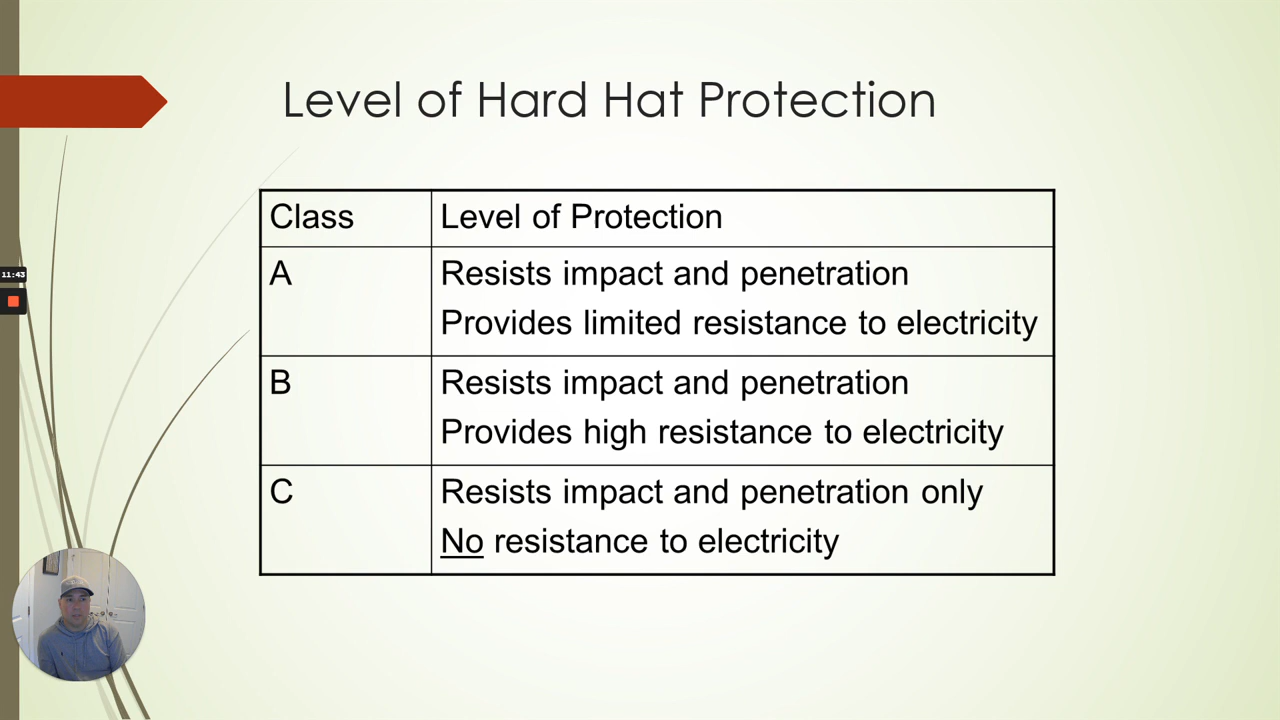 Level of Hard Hat Protection
Class
Level of Protection
A
Resists impact and penetration
Provides limited resistance to electricity
B
Resists impact and penetration
Provides high resistance to electricity
C
Resists impact and penetration only
No resistance to electricity
11:43